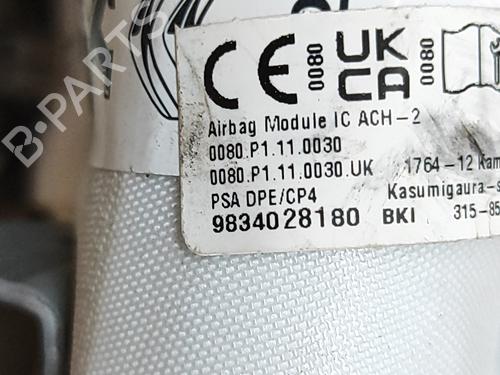 CE 0080 UK CA 0080
Airbag Module IC ACH-2
0080.P1.11.0030
0080.P1.11.0030.UK 1764-12 Kam
PSA DPE/CP4 Kasumigaura-s
9834028180 BKI 315-85
B-PARTS